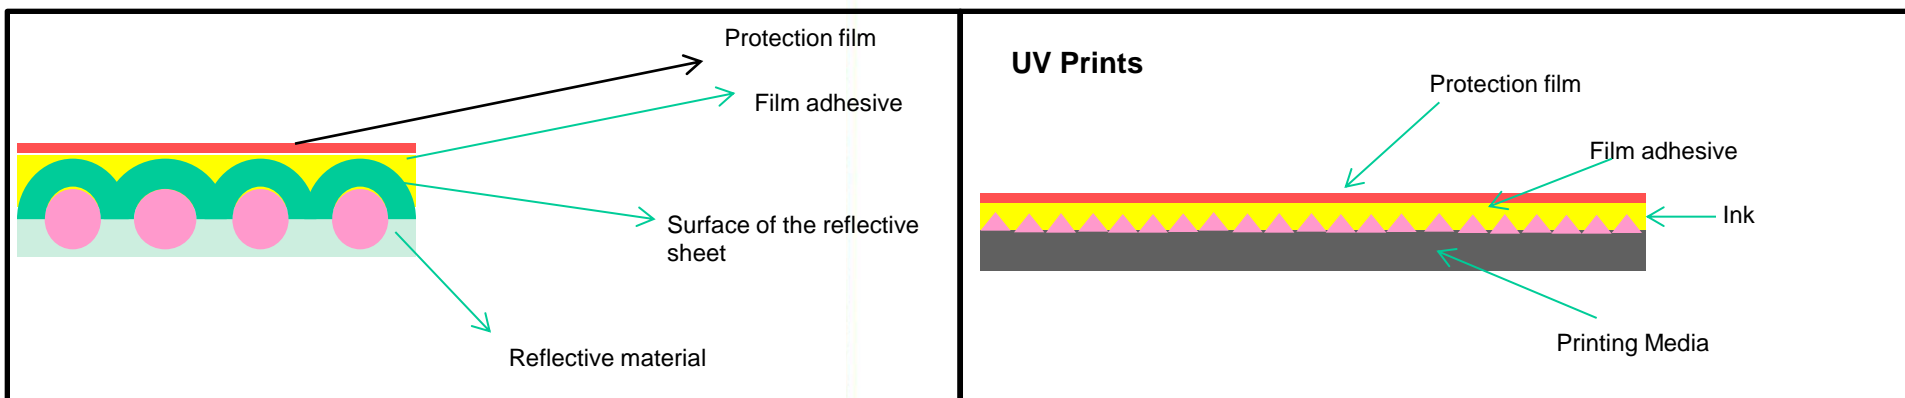 Protection film
Film adhesive
Surface of the reflective
sheet
Reflective material
UV Prints
Protection film
Film adhesive
Ink
Printing Media